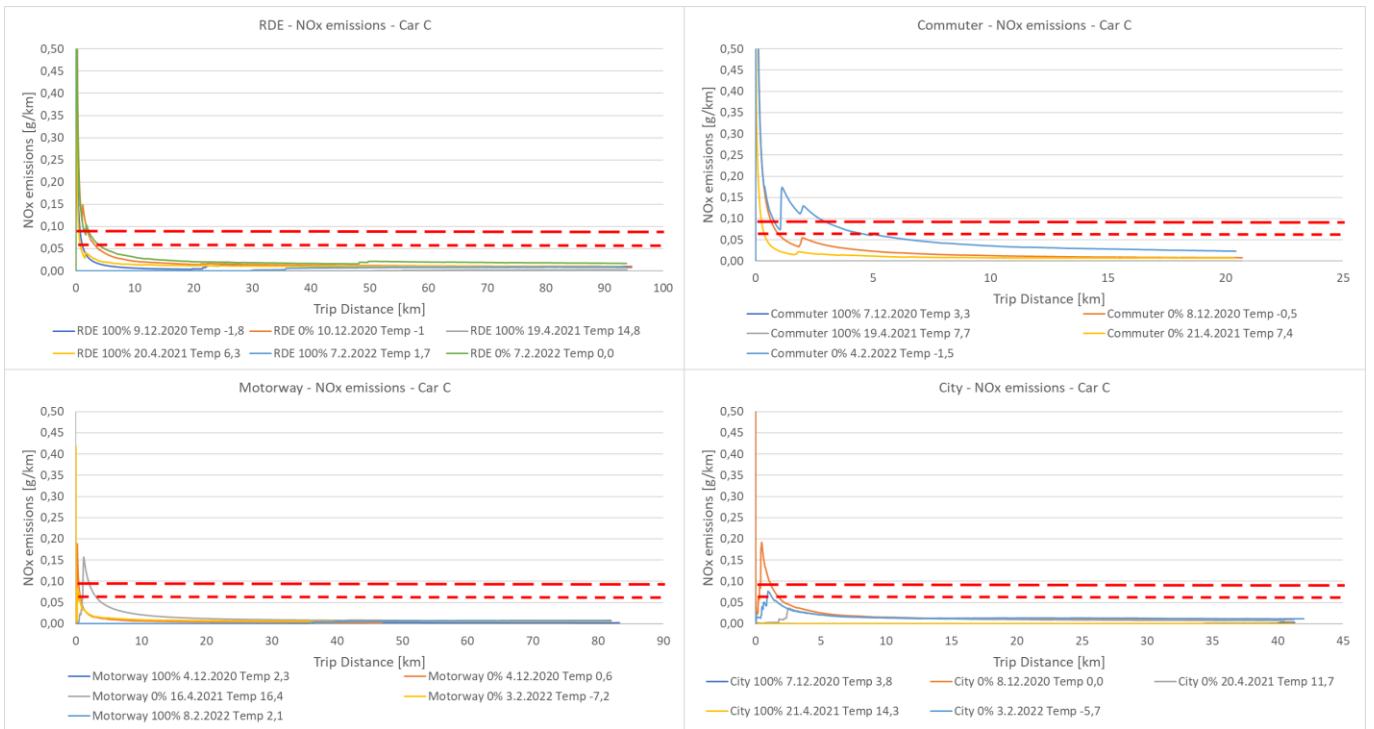 RDE - NOx emissions - Car C
NOx emissions [g/km]
0,50
0,45
0,40
0,35
0,30
0,25
0,20
0,15
0,10
0,05
0,00
0 10 20 30 40 50 60 70 80 90 100
Trip Distance [km]
RDE 100% 9.12.2020 Temp -1,8 RDE 0% 10.12.2020 Temp -1 RDE 100% 19.4.2021 Temp 14,8
RDE 100% 20.4.2021 Temp 6,3 RDE 100% 7.2.2022 Temp 1,7 RDE 0% 7.2.2022 Temp 0,0
Commuter - NOx emissions - Car C
NOx emissions [g/km]
0,50
0,45
0,40
0,35
0,30
0,25
0,20
0,15
0,10
0,05
0,00
0 5 10 15 20 25
Trip Distance [km]
Commuter 100% 7.12.2020 Temp 3,3 Commuter 0% 8.12.2020 Temp -0,5
Commuter 100% 19.4.2021 Temp 7,7 Commuter 0% 21.4.2021 Temp 7,4
Commuter 0% 4.2.2022 Temp -1,5
Motorway - NOx emissions - Car C
NOx emissions [g/km]
0,50
0,45
0,40
0,35
0,30
0,25
0,20
0,15
0,10
0,05
0,00
0 10 20 30 40 50 60 70 80 90
Trip Distance [km]
Motorway 100% 4.12.2020 Temp 2,3 Motorway 0% 4.12.2020 Temp 0,6
Motorway 0% 16.4.2021 Temp 16,4 Motorway 0% 3.2.2022 Temp -7,2
Motorway 100% 8.2.2022 Temp 2,1
City - NOx emissions - Car C
NOx emissions [g/km]
0,50
0,45
0,40
0,35
0,30
0,25
0,20
0,15
0,10
0,05
0,00
0 5 10 15 20 25 30 35 40 45
Trip Distance [km]
City 100% 7.12.2020 Temp 3,8 City 0% 8.12.2020 Temp 0,0 City 0% 20.4.2021 Temp 11,7
City 100% 21.4.2021 Temp 14,3 City 0% 3.2.2022 Temp -5,7